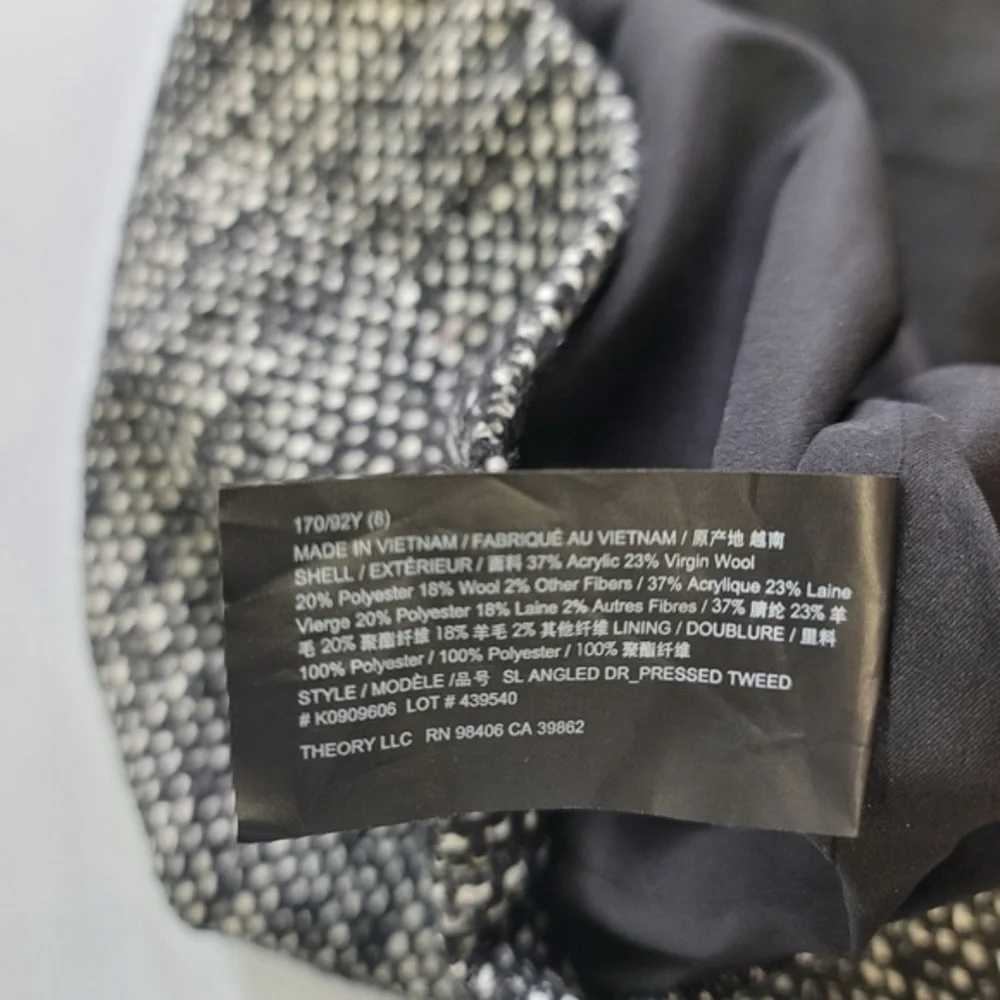 170/92Y (8)
MADE IN VIETNAM / FABRIQUÉ AU VIETNAM / 原产地 越南
SHELL / EXTÉRIEUR / 面料 37% Acrylic 23% Virgin Wool
20% Polyester 18% Wool 2% Other Fibers / 37% Acrylique 23% Laine
Vierge 20% Polyester 18% Laine 2% Autres Fibres / 37% 腈纶 23% 羊
毛 20% 聚酯纤维 18% 羊毛 2% 其他纤维 LINING / DOUBLURE / 里料
100% Polyester / 100% Polyester / 100% 聚酯纤维
STYLE / MODÈLE /品号 SL ANGLED DR_PRESSED TWEED
# K0909606 LOT # 439540
THEORY LLC RN 98406 CA 39862